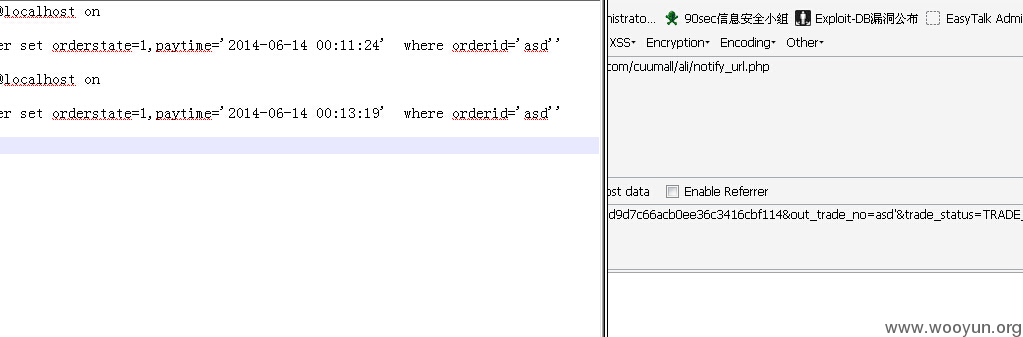 @localhost on
er set orderstate=1,paytime='2014-06-14 00:11:24'  where orderid='asd''
@localhost on
er set orderstate=1,paytime='2014-06-14 00:13:19'  where orderid='asd''
nistrato... 90sec信息安全小组 Exploit-DB漏洞公布 EasyTalk Admi
XSS▾ Encryption▾ Encoding▾ Other▾
com/cuumall/ali/notify_url.php
ost data Enable Referrer
d9d7c66acb0ee36c3416cbf114&out_trade_no=asd'&trade_status=TRADE_
www.wooyun.org